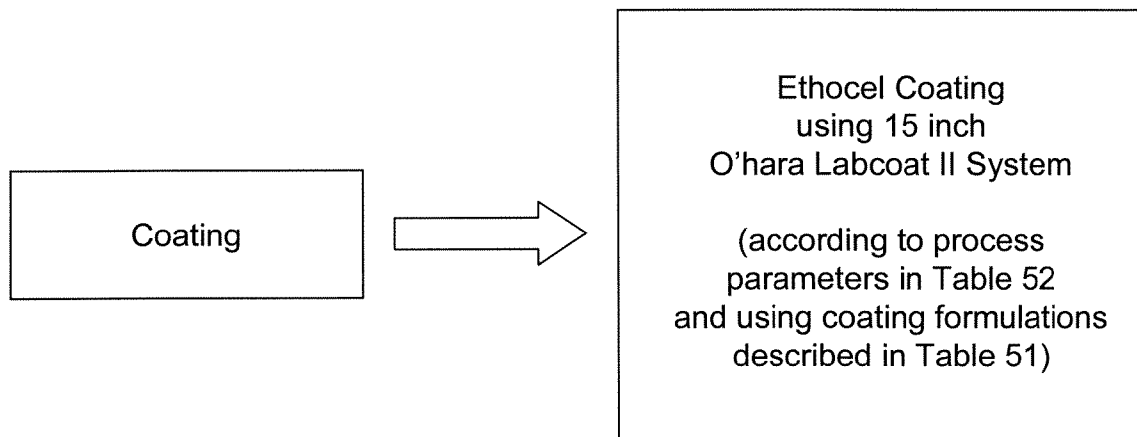 Coating
Ethocel Coating
using 15 inch
O'hara Labcoat II System
(according to process
parameters in Table 52
and using coating formulations
described in Table 51)